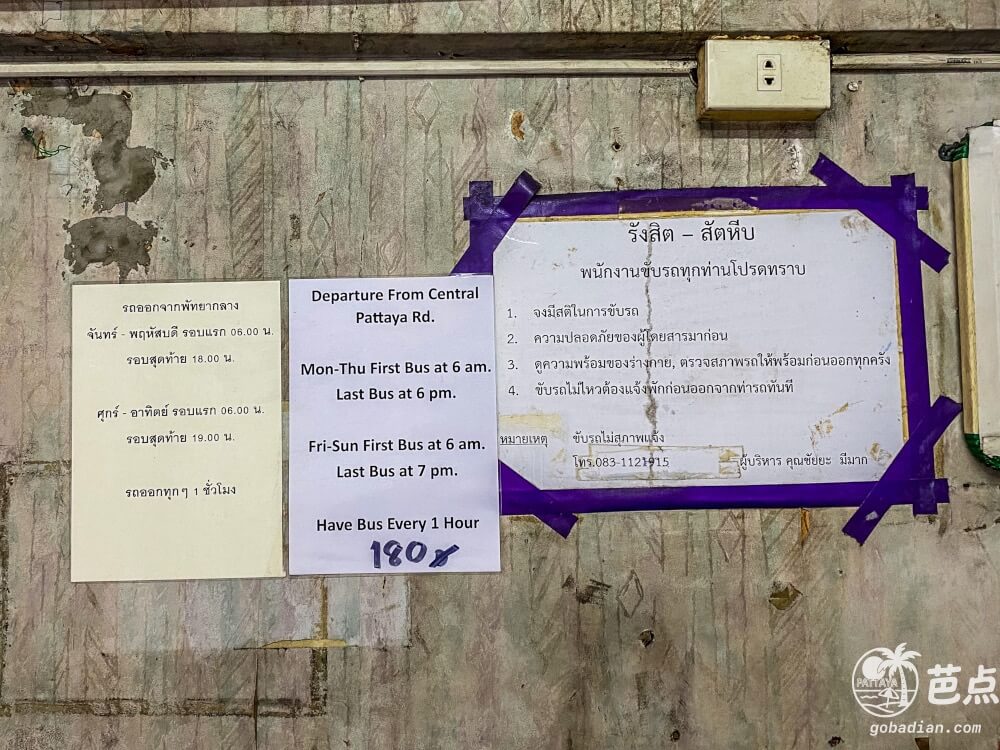 รถออกจากพัทยากลาง
จันทร์ - พฤหัสบดี รอบแรก 06.00 น.
รอบสุดท้าย 18.00 น.
ศุกร์ - อาทิตย์ รอบแรก 06.00 น.
รอบสุดท้าย 19.00 น.
รถออกทุกๆ 1 ชั่วโมง
Departure From Central
Pattaya Rd.
Mon-Thu First Bus at 6 am.
Last Bus at 6 pm.
Fri-Sun First Bus at 6 am.
Last Bus at 7 pm.
Have Bus Every 1 Hour
180
รังสิต – สัตหีบ
พนักงานขับรถทุกท่านโปรดทราบ
1. จงมีสติในการขับรถ
2. ความปลอดภัยของผู้โดยสารมาก่อน
3. ดูความพร้อมของร่างกาย, ตรวจสภาพรถให้พร้อมก่อนออกทุกครั้ง
4. ขับรถไม่ไหวต้องแจ้งพักก่อนออกจากท่ารถทันที
หมายเหตุ ขับรถไม่สุภาพแจ้ง
โทร.083-1121915 ผู้บริหาร คุณชัยยะ มีมาก
PATTAYA
芭点
gobadian.com